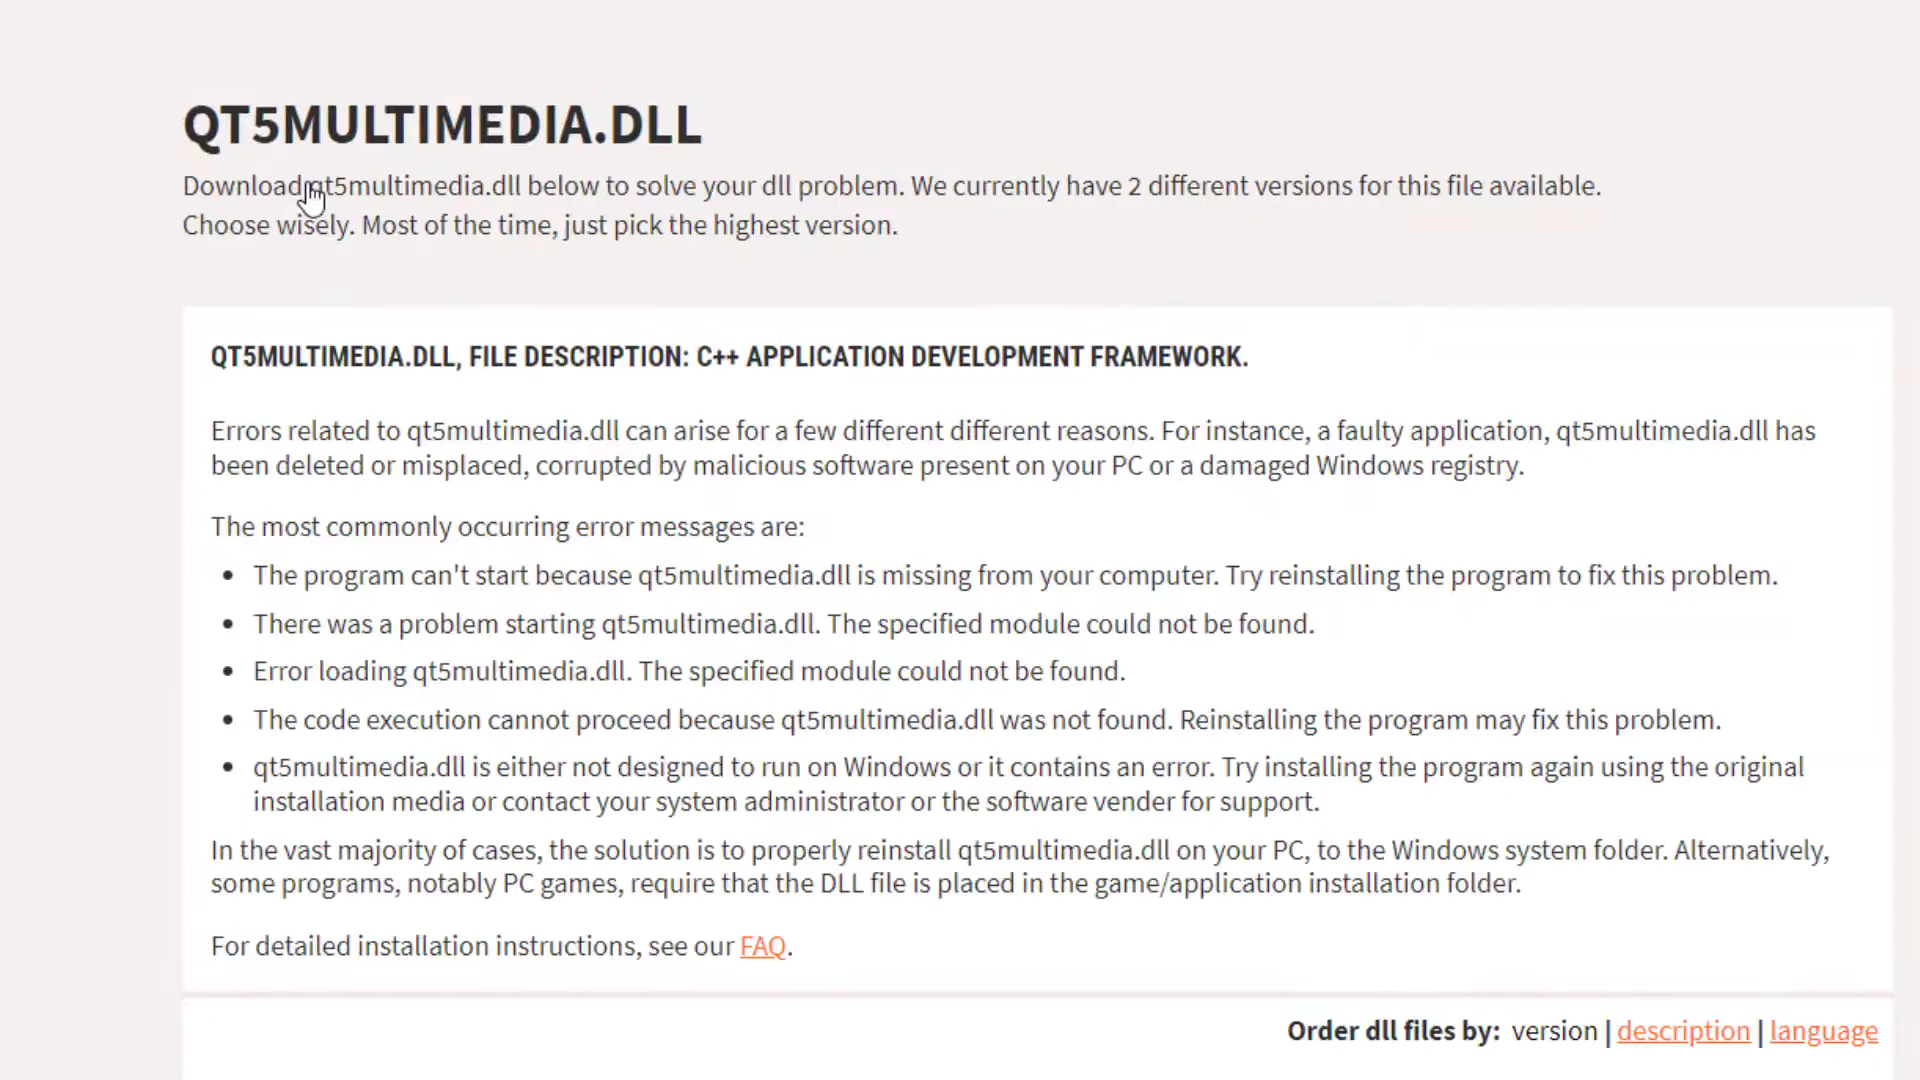 QT5MULTIMEDIA.DLL
Download qt5multimedia.dll below to solve your dll problem. We currently have 2 different versions for this file available.
Choose wisely. Most of the time, just pick the highest version.
QT5MULTIMEDIA.DLL, FILE DESCRIPTION: C++ APPLICATION DEVELOPMENT FRAMEWORK.
Errors related to qt5multimedia.dll can arise for a few different different reasons. For instance, a faulty application, qt5multimedia.dll has
been deleted or misplaced, corrupted by malicious software present on your PC or a damaged Windows registry.
The most commonly occurring error messages are:
• The program can't start because qt5multimedia.dll is missing from your computer. Try reinstalling the program to fix this problem.
• There was a problem starting qt5multimedia.dll. The specified module could not be found.
• Error loading qt5multimedia.dll. The specified module could not be found.
• The code execution cannot proceed because qt5multimedia.dll was not found. Reinstalling the program may fix this problem.
• qt5multimedia.dll is either not designed to run on Windows or it contains an error. Try installing the program again using the original
installation media or contact your system administrator or the software vender for support.
In the vast majority of cases, the solution is to properly reinstall qt5multimedia.dll on your PC, to the Windows system folder. Alternatively,
some programs, notably PC games, require that the DLL file is placed in the game/application installation folder.
For detailed installation instructions, see our FAQ.
Order dll files by: version | description | language